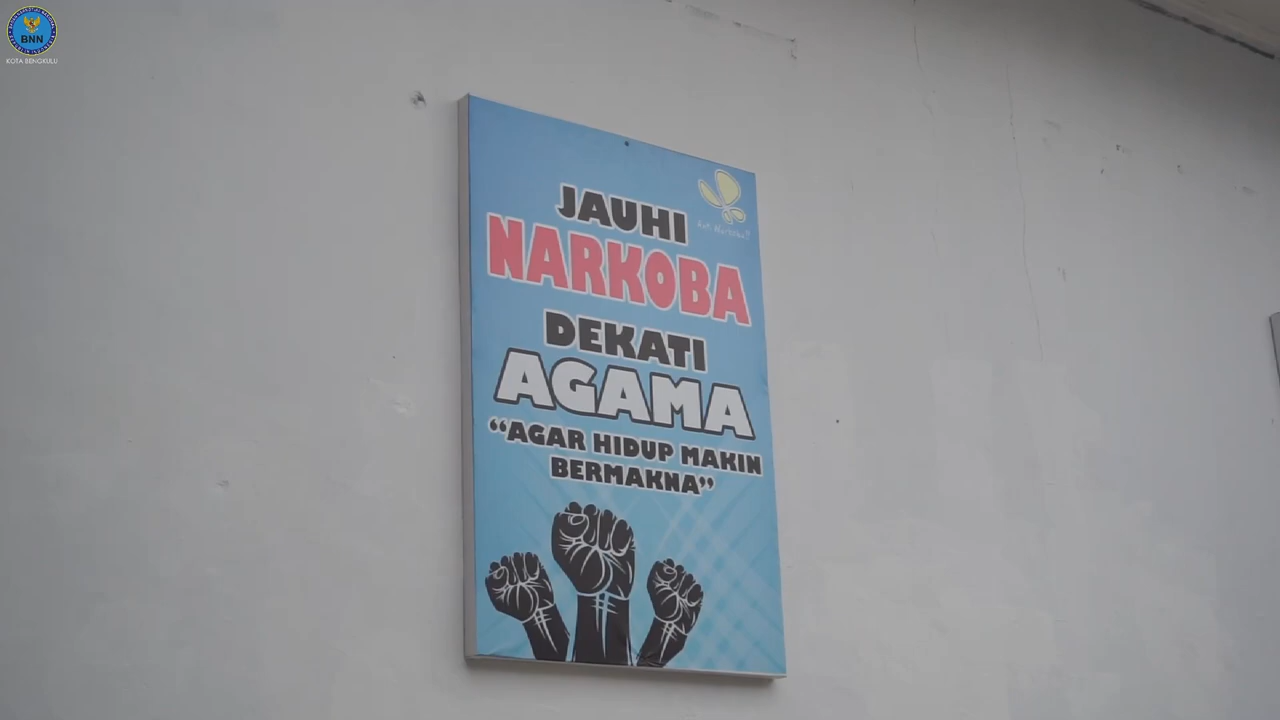 BNN
KOTA BENGKULU
JAUHI
NARKOBA
DEKATI
AGAMA
“AGAR HIDUP MAKIN
BERMAKNA”